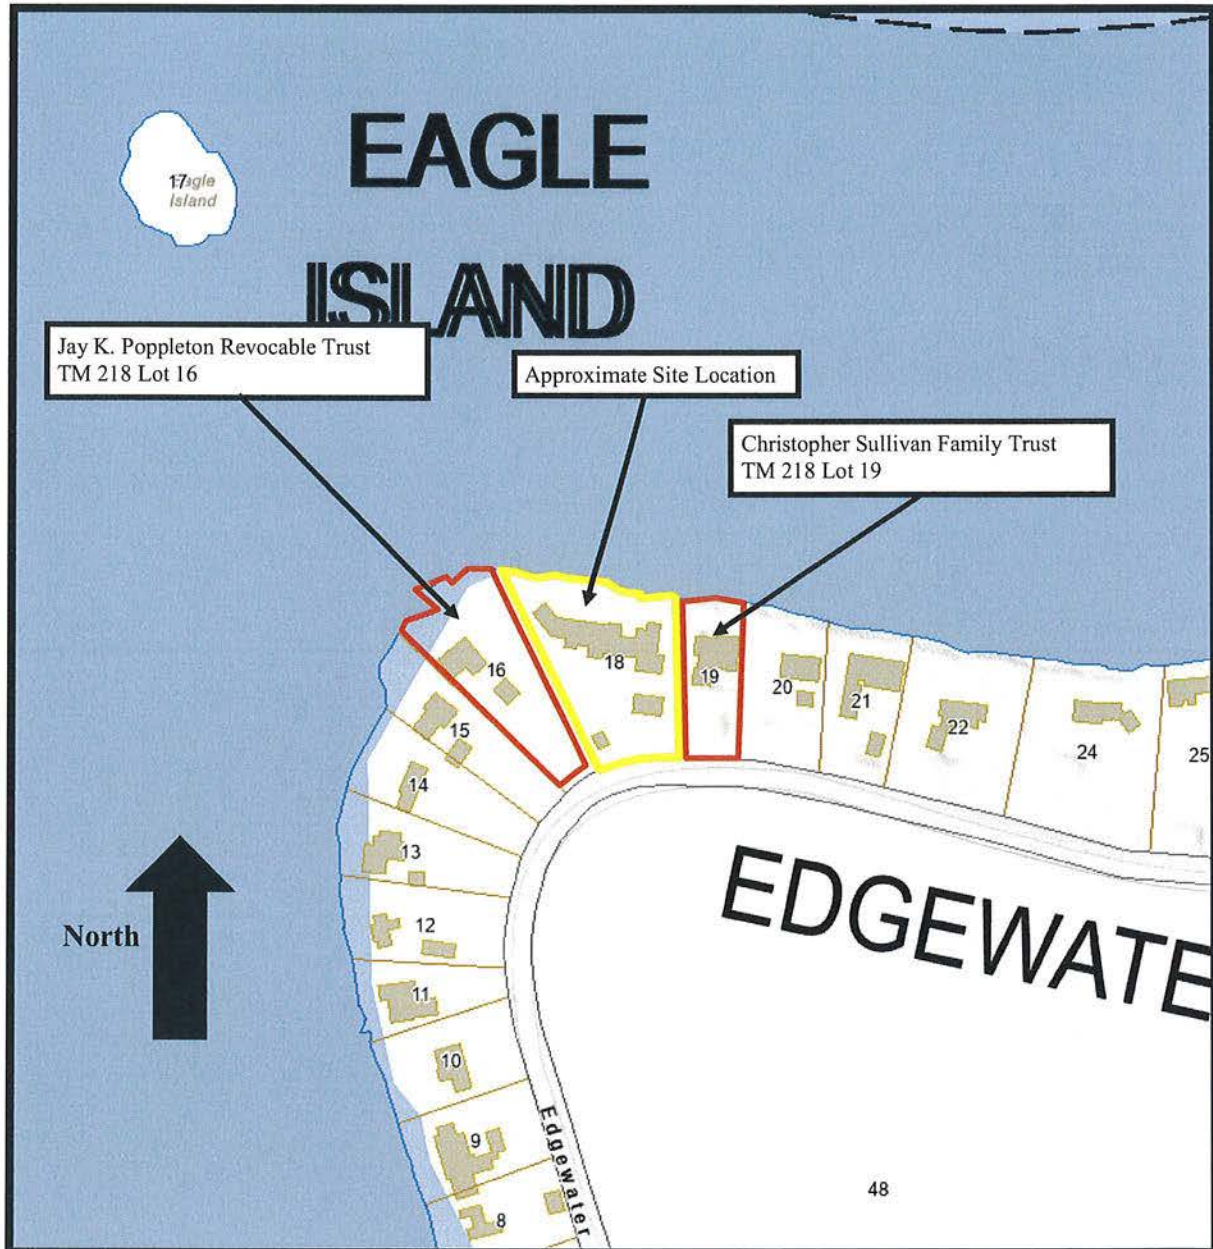 EAGLE
ISLAND
17
Eagle
Island
Jay K. Poppleton Revocable Trust
TM 218 Lot 16
Approximate Site Location
Christopher Sullivan Family Trust
TM 218 Lot 19
16
18
19
20
21
22
24
25
15
14
13
12
11
10
9
8
North
EDGEWATE
Edgewater
48